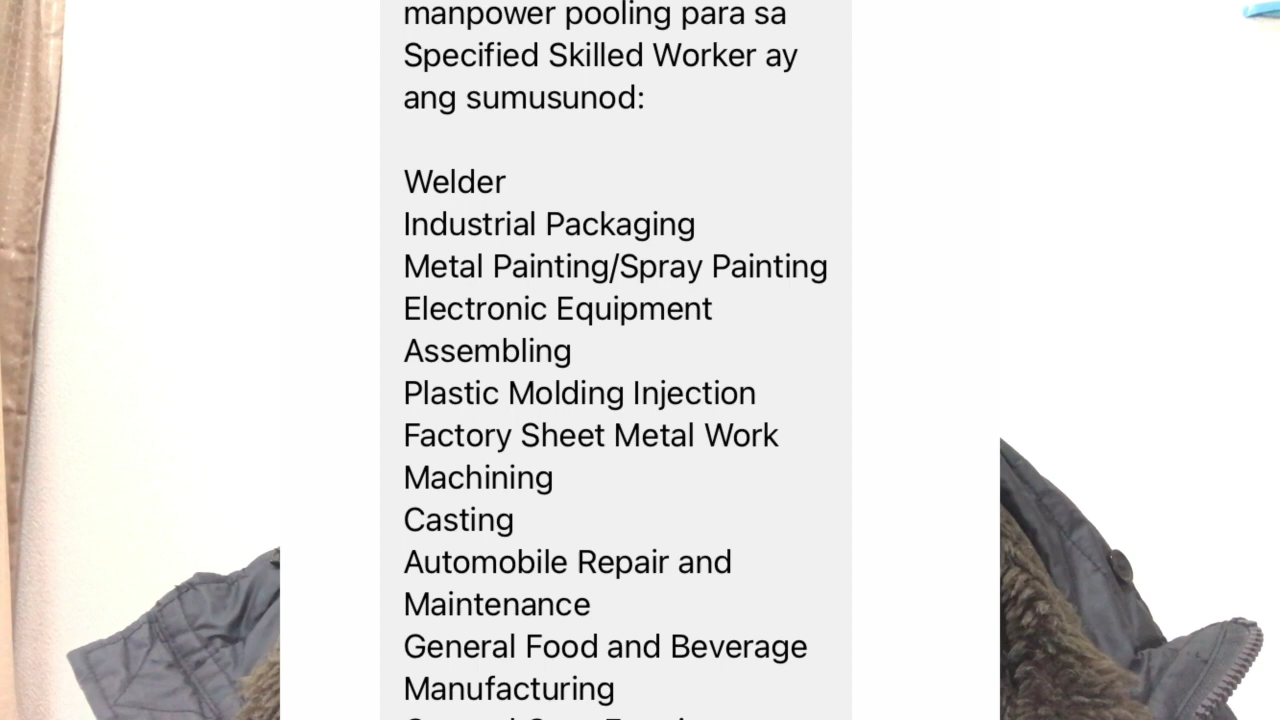 manpower pooling para sa
Specified Skilled Worker ay
ang sumusunod:
Welder
Industrial Packaging
Metal Painting/Spray Painting
Electronic Equipment
Assembling
Plastic Molding Injection
Factory Sheet Metal Work
Machining
Casting
Automobile Repair and
Maintenance
General Food and Beverage
Manufacturing